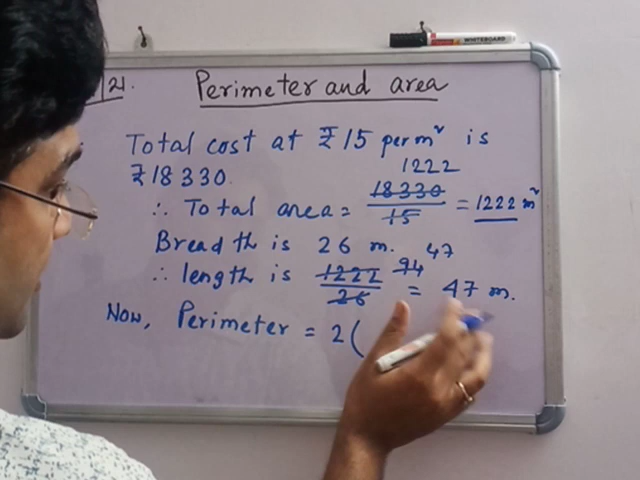 WHITEBOARD
21.
Perimeter and area
Total cost at ₹15 per m² is
₹18330.
1222
∴ Total area = 18330/15 = 1222 m²
Breadth is 26 m.
47
94
∴ length is 1222/26 = 47 m.
Now, Perimeter = 2(